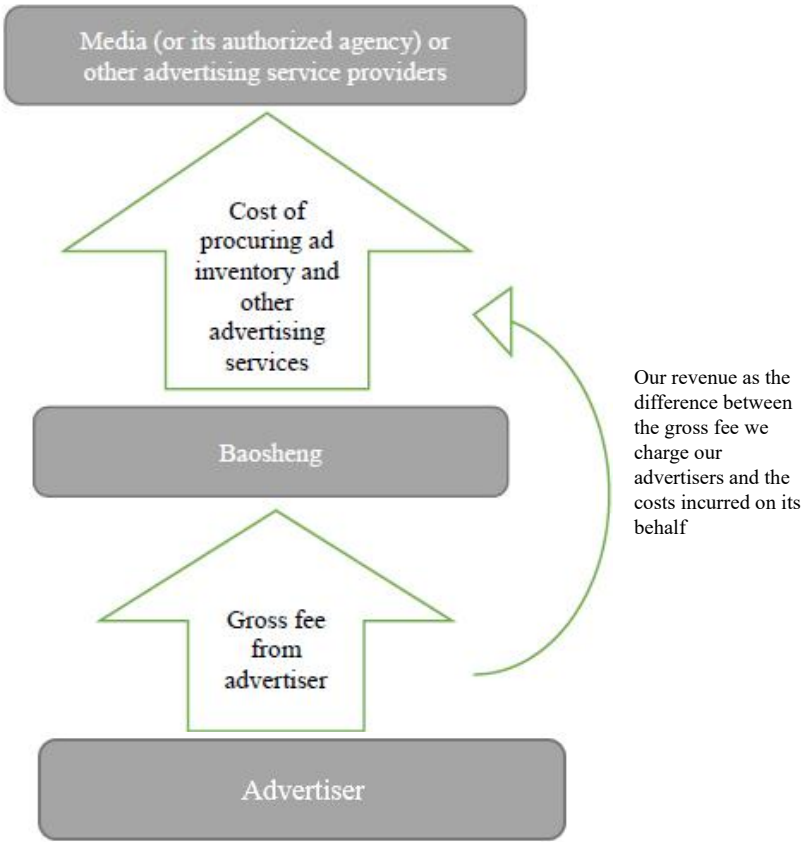 Media (or its authorized agency) or
other advertising service providers
Cost of
procuring ad
inventory and
other
advertising
services
Our revenue as the
difference between
the gross fee we
charge our
advertisers and the
costs incurred on its
behalf
Baosheng
Gross fee
from
advertiser
Advertiser